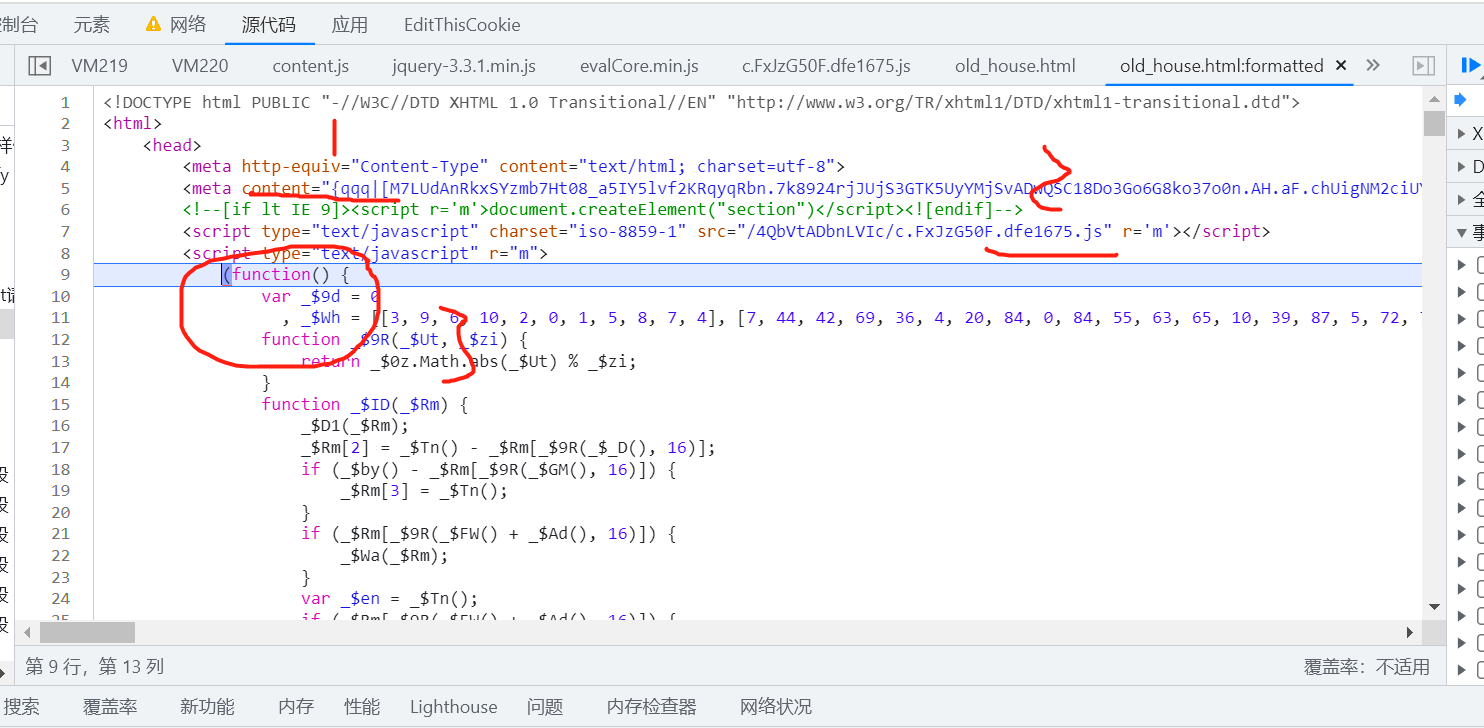 控制台 元素 网络 源代码 应用 EditThisCookie
VM219 VM220 content.js jquery-3.3.1.min.js evalCore.min.js c.FxJzG50F.dfe1675.js old_house.html old_house.html:formatted × »
1 <!DOCTYPE html PUBLIC "-//W3C//DTD XHTML 1.0 Transitional//EN" "http://www.w3.org/TR/xhtml1/DTD/xhtml1-transitional.dtd">
2 <html>
3 <head>
4 <meta http-equiv="Content-Type" content="text/html; charset=utf-8">
5 <meta content="{qqq|[M7LUdAnRkxSYzmb7Ht08_a5IY5lvf2KRqyqRbn.7k8924rjJUjS3GTK5UyYMjSvADwQSC18Do3Go6G8ko37o0n.AH.aF.chUigNM2ciUY
6 <!--[if lt IE 9]><script r='m'>document.createElement("section")</script><![endif]-->
7 <script type="text/javascript" charset="iso-8859-1" src="/4QbVtADbnLVIc/c.FxJzG50F.dfe1675.js" r='m'></script>
8 <script type="text/javascript" r="m">
9 (function() {
10 var _$9d = 0
11 , _$Wh = [[3, 9, 6, 10, 2, 0, 1, 5, 8, 7, 4], [7, 44, 42, 69, 36, 4, 20, 84, 0, 84, 55, 63, 65, 10, 39, 87, 5, 72,
12 function _$9R(_$Ut, _$zi) {
13 return _$0z.Math.abs(_$Ut) % _$zi;
14 }
15 function _$ID(_$Rm) {
16 _$D1(_$Rm);
17 _$Rm[2] = _$Tn() - _$Rm[_$9R(_$_D(), 16)];
18 if (_$by() - _$Rm[_$9R(_$GM(), 16)]) {
19 _$Rm[3] = _$Tn();
20 }
21 if (_$Rm[_$9R(_$FW() + _$Ad(), 16)]) {
22 _$Wa(_$Rm);
23 }
24 var _$en = _$Tn();
25 if (_$Rm[_$9R(_$FW() + _$Ad(), 16)]) {
第 9 行，第 13 列 覆盖率：不适用
搜索 覆盖率 新功能 内存 性能 Lighthouse 问题 内存检查器 网络状况